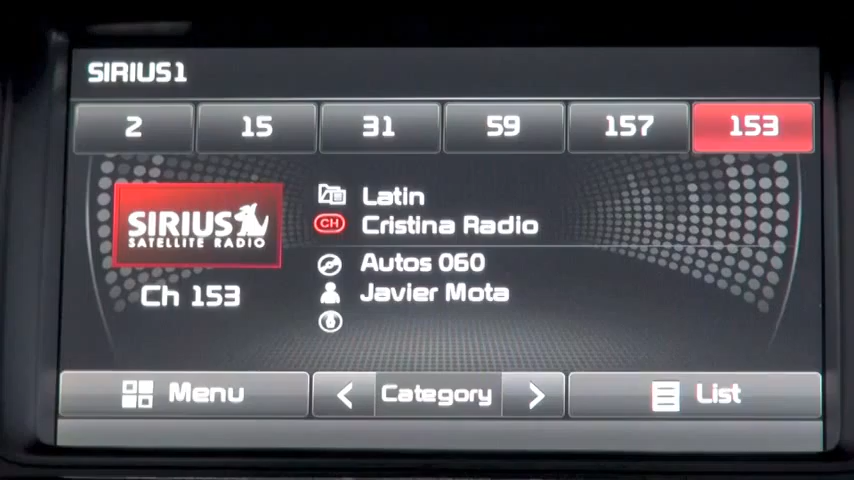 SIRIUS1
2 15 31 59 157 153
SIRIUS
SATELLITE RADIO
Ch 153
Latin
CH Cristina Radio
Autos 060
Javier Mota
Menu < Category > List